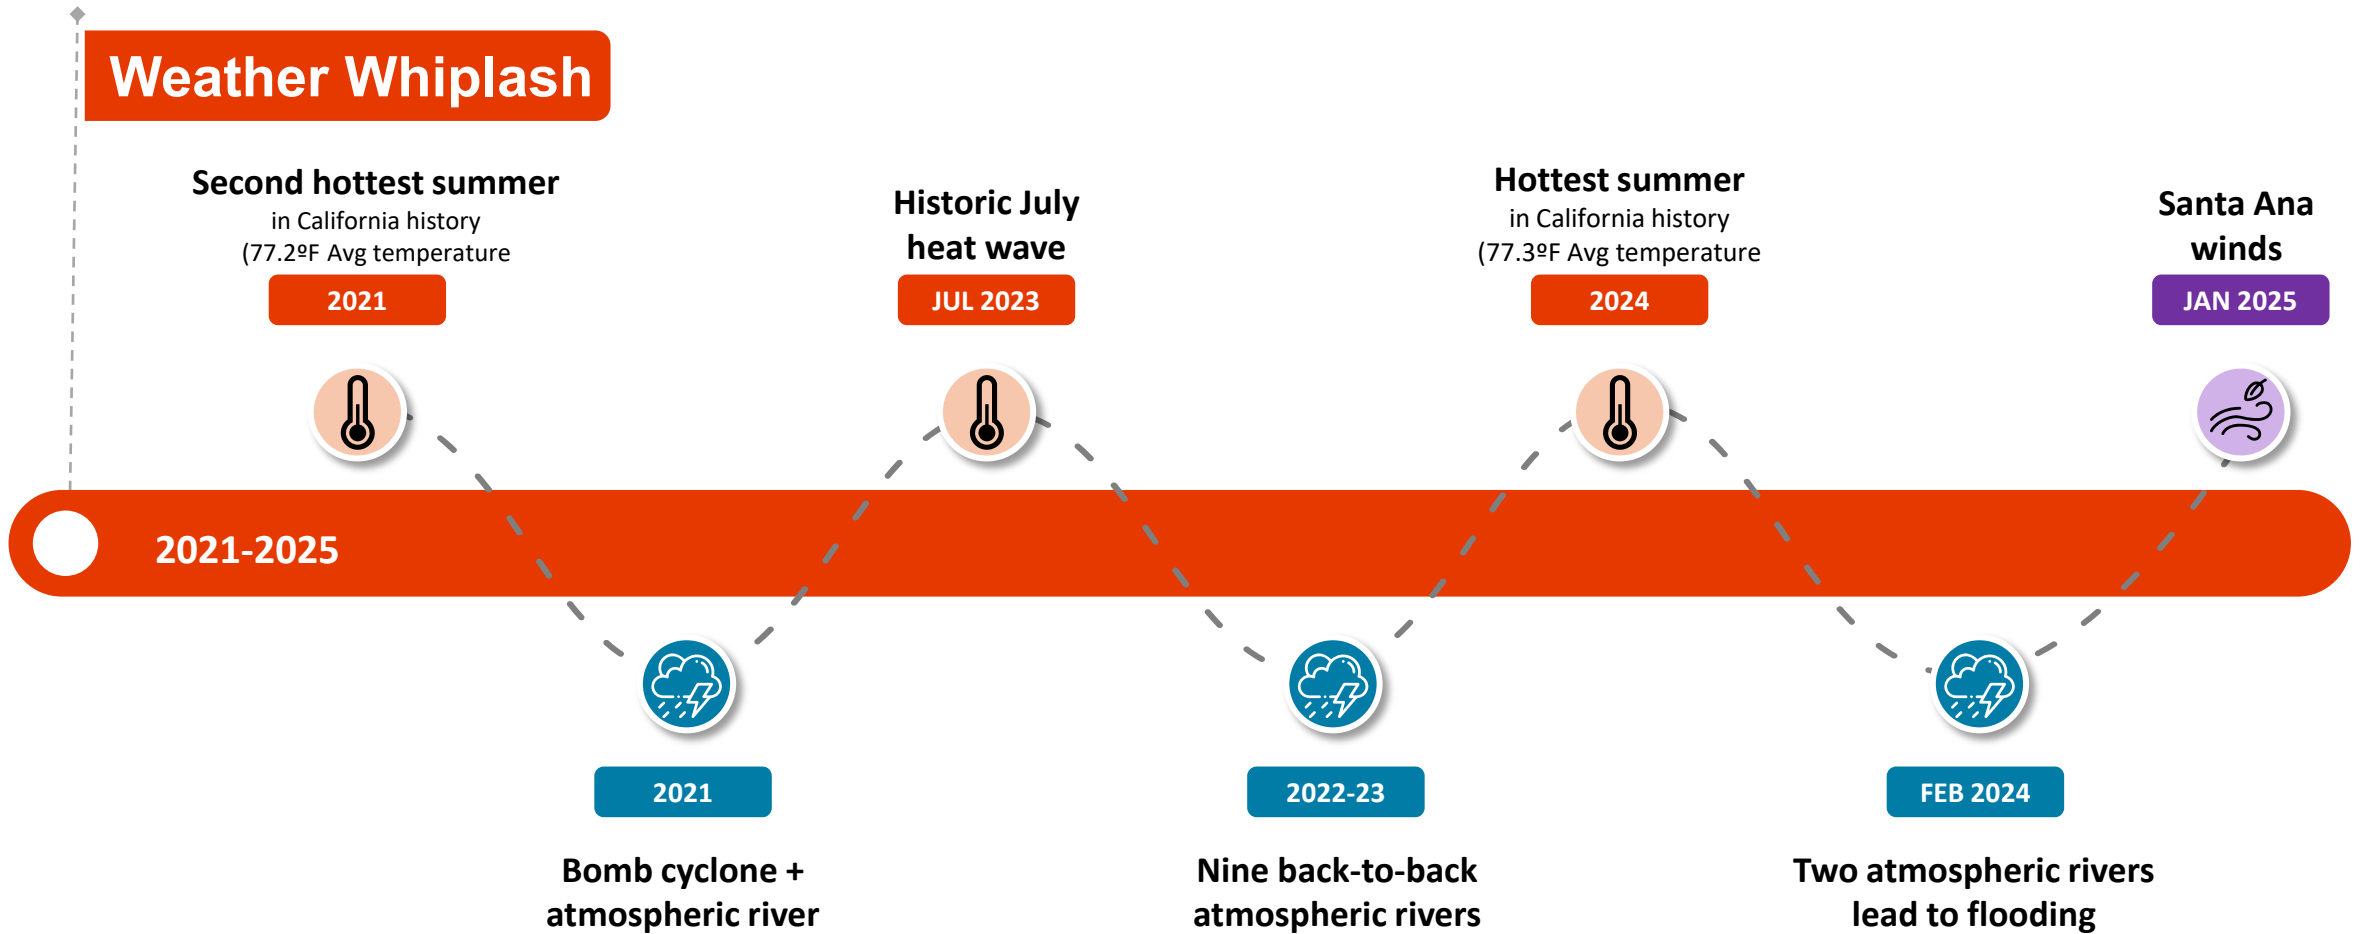 Weather Whiplash
Second hottest summer
in California history
(77.2ºF Avg temperature
2021
Historic July
heat wave
JUL 2023
Hottest summer
in California history
(77.3ºF Avg temperature
2024
Santa Ana
winds
JAN 2025
2021-2025
2021
Bomb cyclone +
atmospheric river
2022-23
Nine back-to-back
atmospheric rivers
FEB 2024
Two atmospheric rivers
lead to flooding